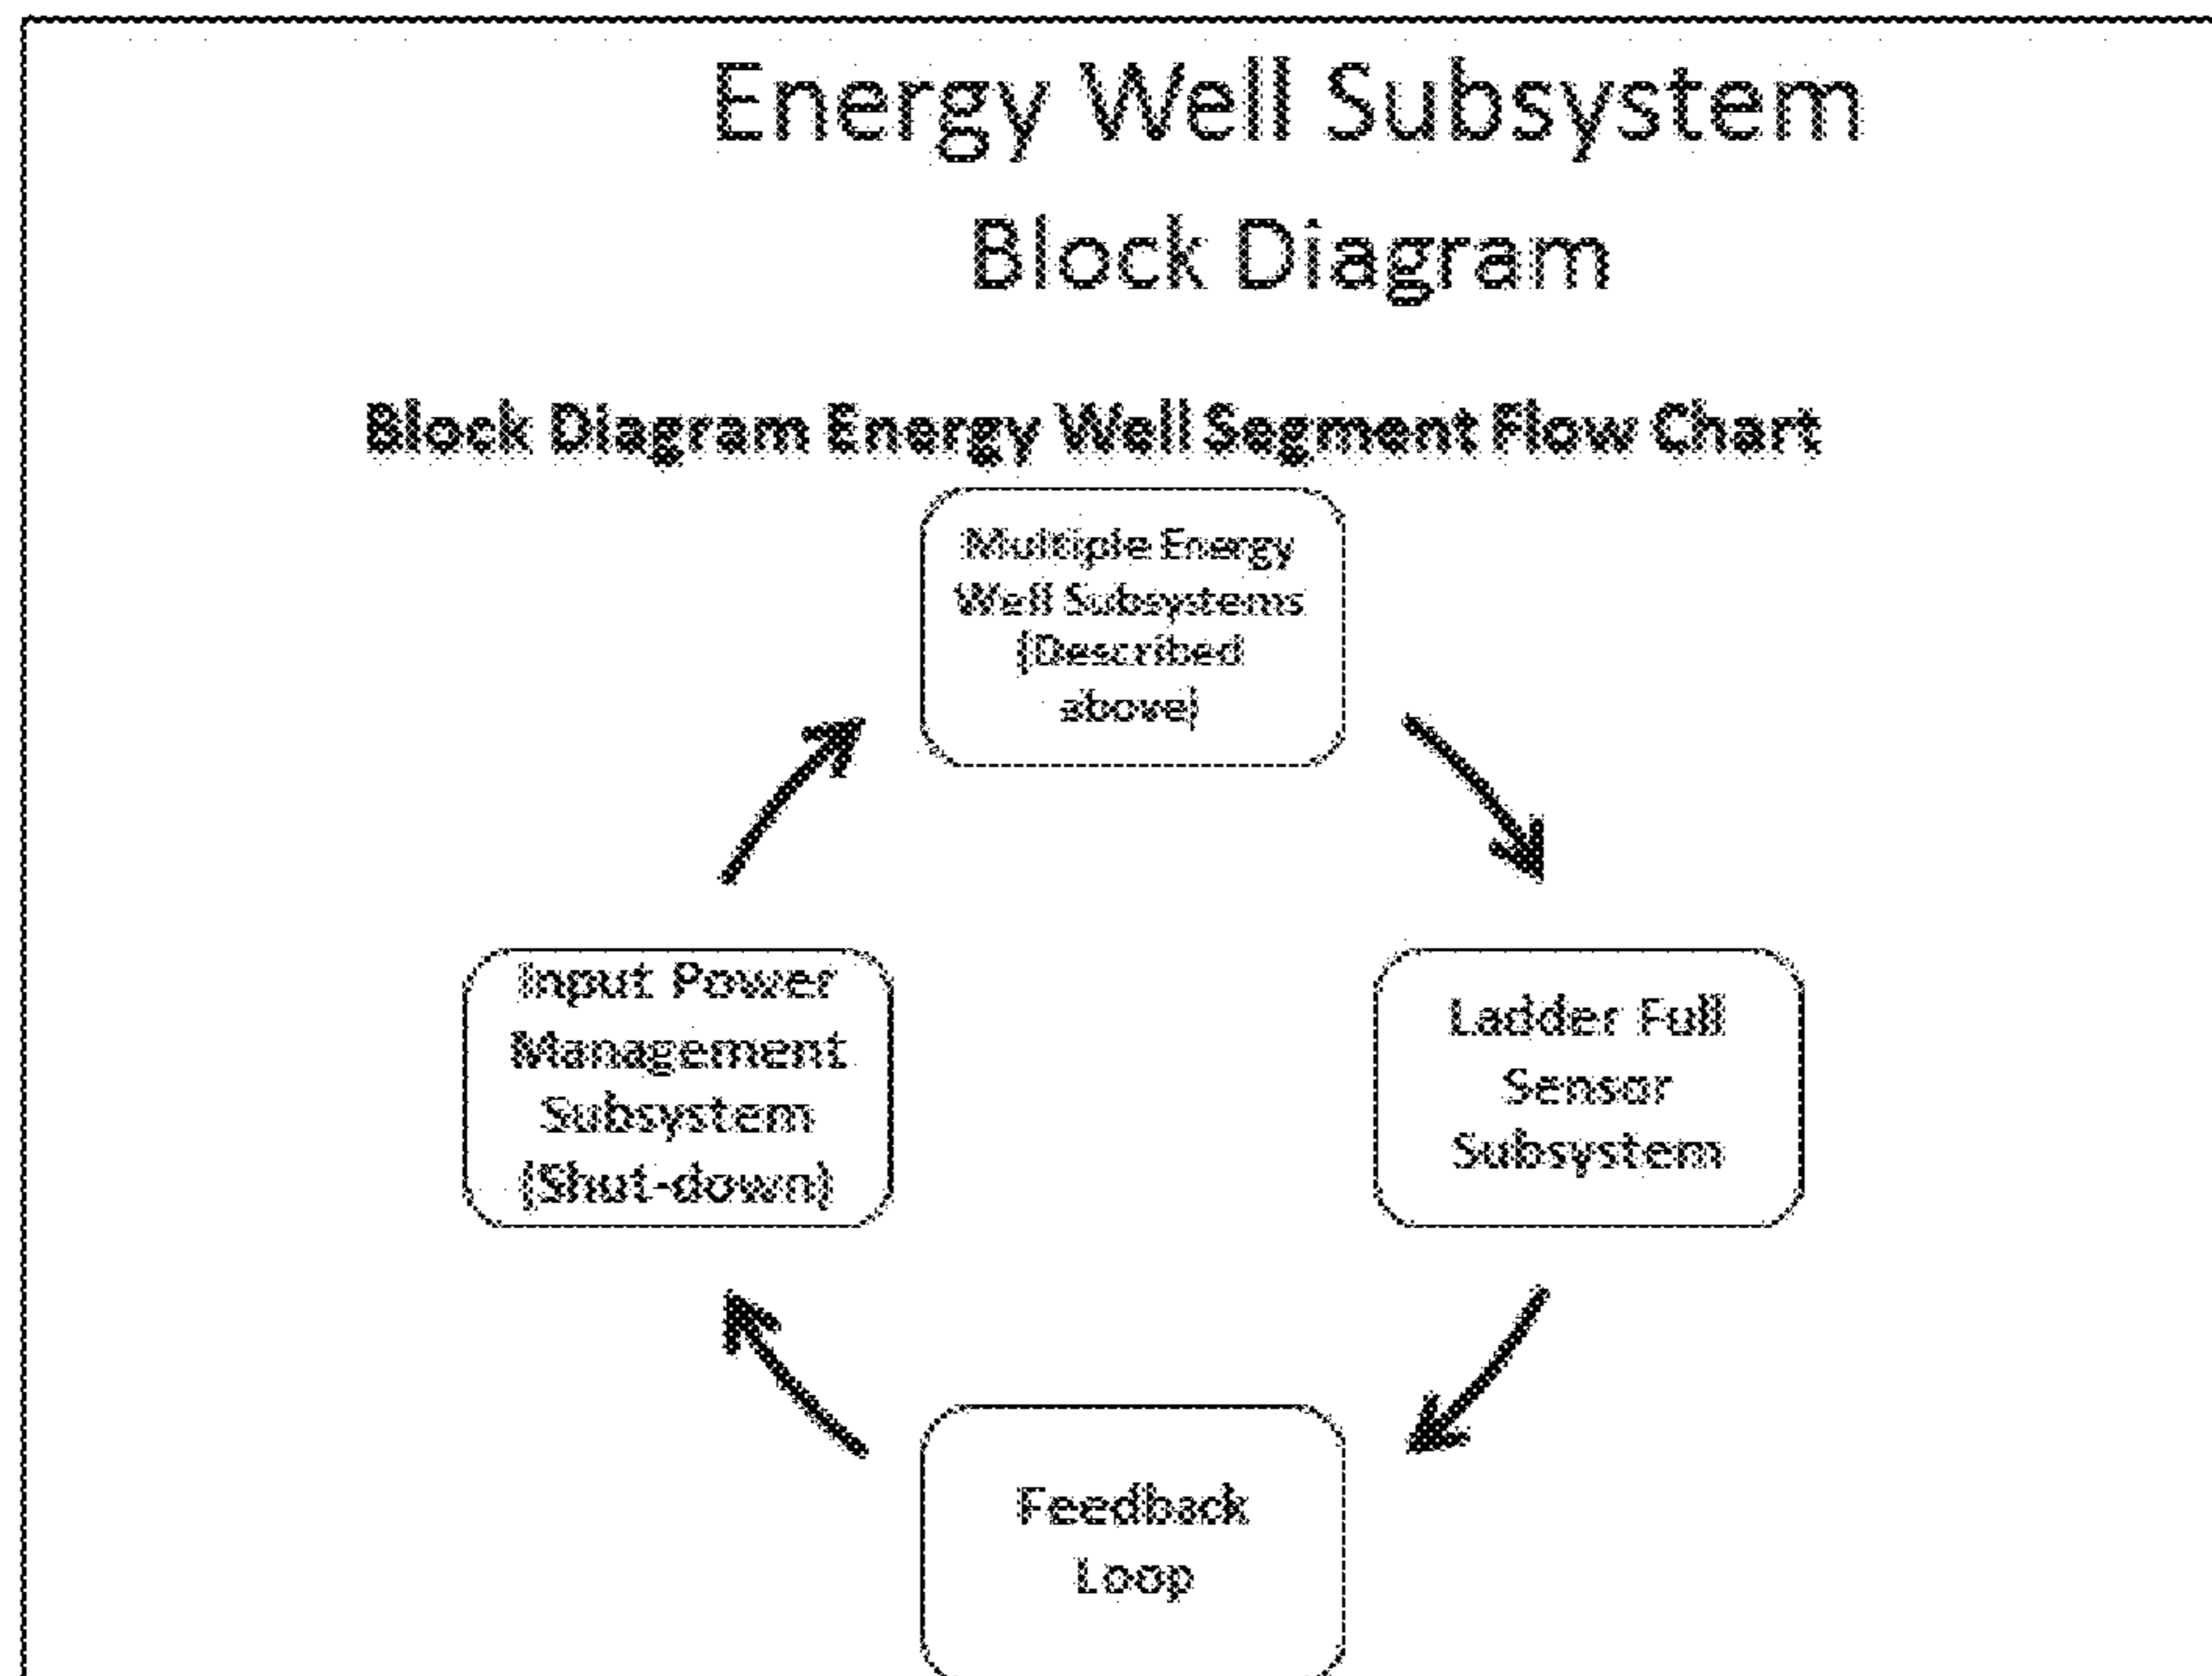 Energy Well Subsystem
Block Diagram
Block Diagram Energy Well Segment Flow Chart
Multiple Energy
Well Subsystems
(Described
above)
Input Power
Management
Subsystem
(Shut-down)
Ladder Full
Sensor
Subsystem
Feedback
Loop